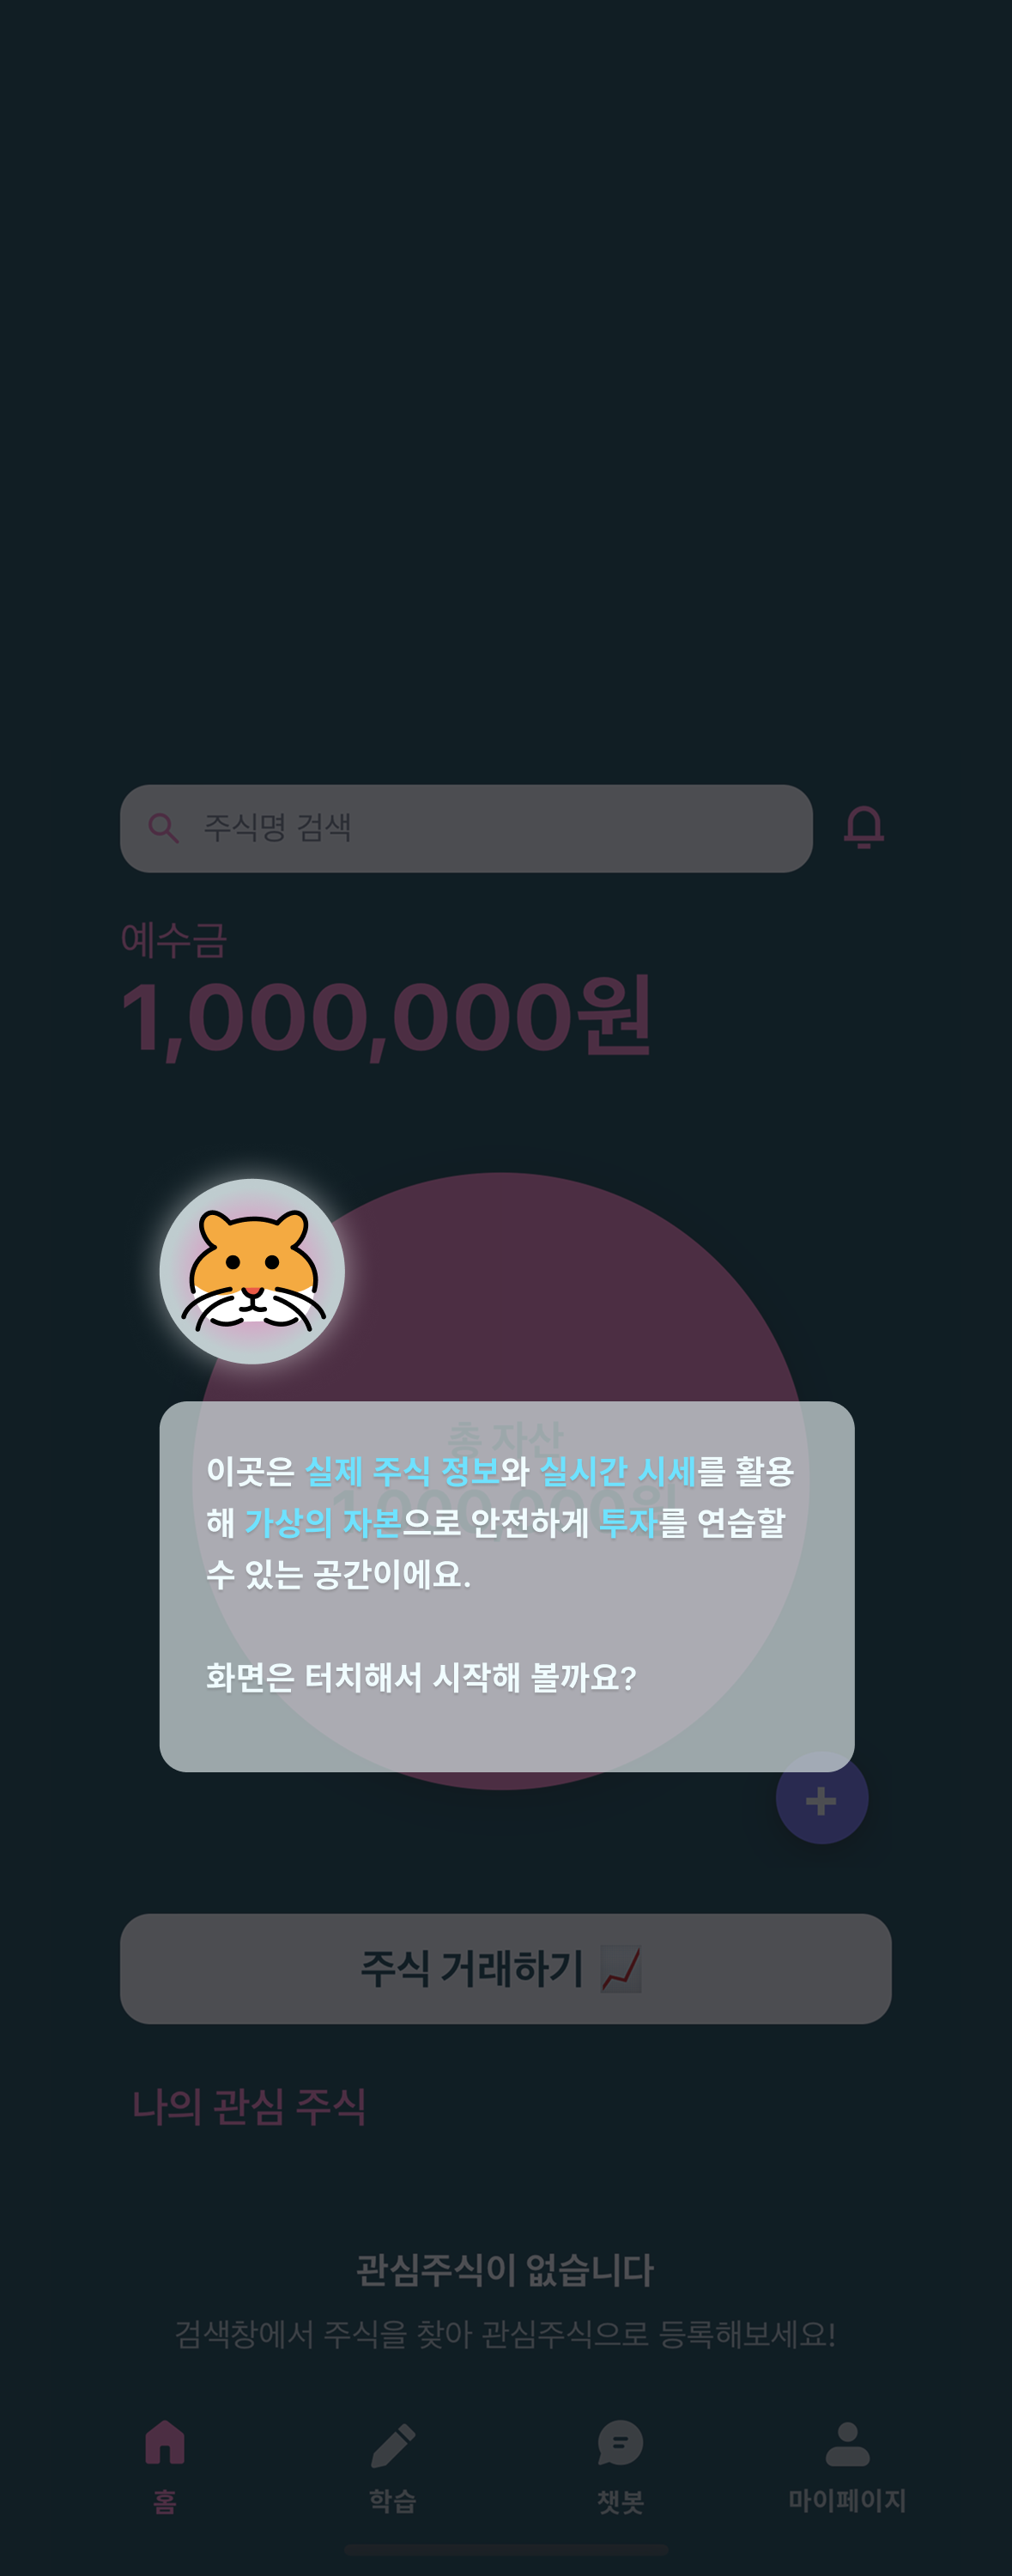 주식명 검색
예수금
1,000,000원
총 자산
이곳은 실제 주식 정보와 실시간 시세를 활용
해 가상의 자본으로 안전하게 투자를 연습할
수 있는 공간이에요.
화면은 터치해서 시작해 볼까요?
주식 거래하기
나의 관심 주식
관심주식이 없습니다
검색창에서 주식을 찾아 관심주식으로 등록해보세요!
홈
학습
챗봇
마이페이지